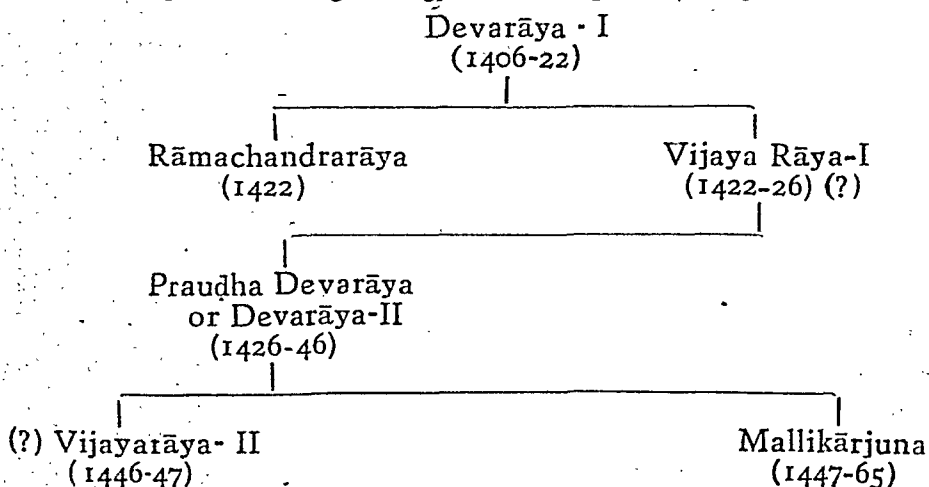 Devarāya - I
(1406-22)
Rāmachandrarāya
(1422)
Vijaya Rāya-I
(1422-26) (?)
Praudha Devarāya
or Devarāya-II
(1426-46)
(?) Vijayarāya- II
(1446-47)
Mallikārjuna
(1447-65)